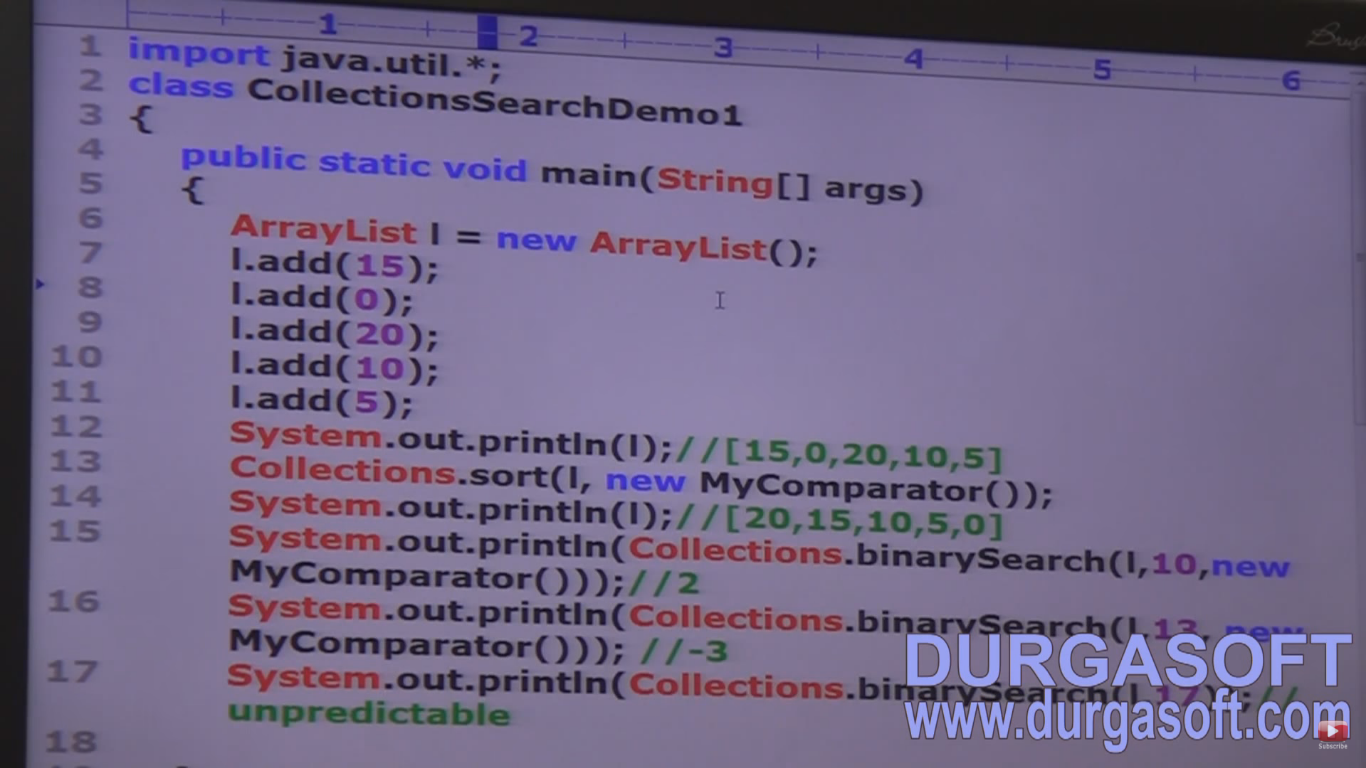 1 2 3 4 5 6
1 import java.util.*;
2 class CollectionsSearchDemo1
3 {
4 public static void main(String[] args)
5 {
6 ArrayList l = new ArrayList();
7 l.add(15);
8 l.add(0);
9 l.add(20);
10 l.add(10);
11 l.add(5);
12 System.out.println(l);//[15,0,20,10,5]
13 Collections.sort(l, new MyComparator());
14 System.out.println(l);//[20,15,10,5,0]
15 System.out.println(Collections.binarySearch(l,10,new
MyComparator()));//2
16 System.out.println(Collections.binarySearch(l,13, new
MyComparator())); //-3
17 System.out.println(Collections.binarySearch(l,17));//
unpredictable
18
DURGASOFT
www.durgasoft.com
Subscribe